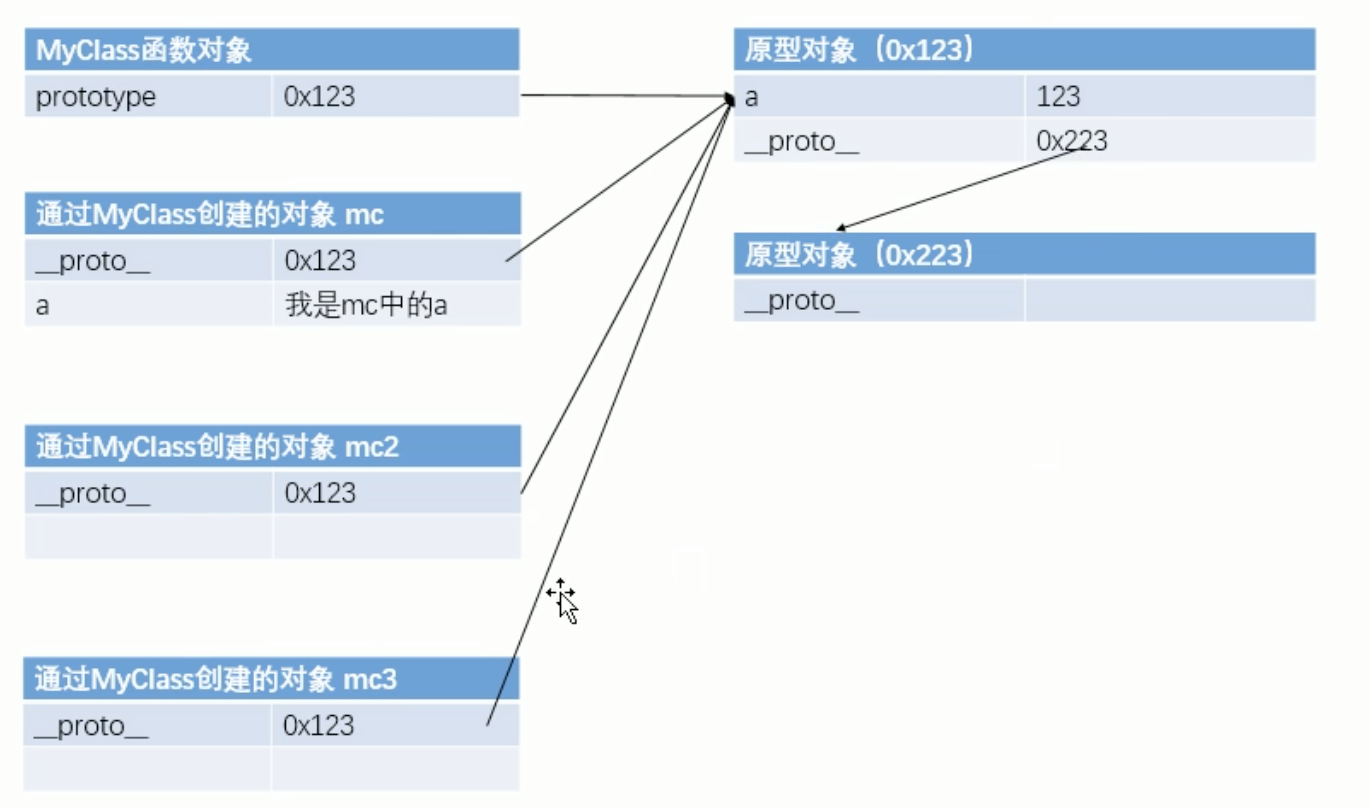 MyClass函数对象
prototype 0x123
通过MyClass创建的对象 mc
__proto__ 0x123
a 我是mc中的a
通过MyClass创建的对象 mc2
__proto__ 0x123
通过MyClass创建的对象 mc3
__proto__ 0x123
原型对象（0x123）
a 123
__proto__ 0x223
原型对象（0x223）
__proto__